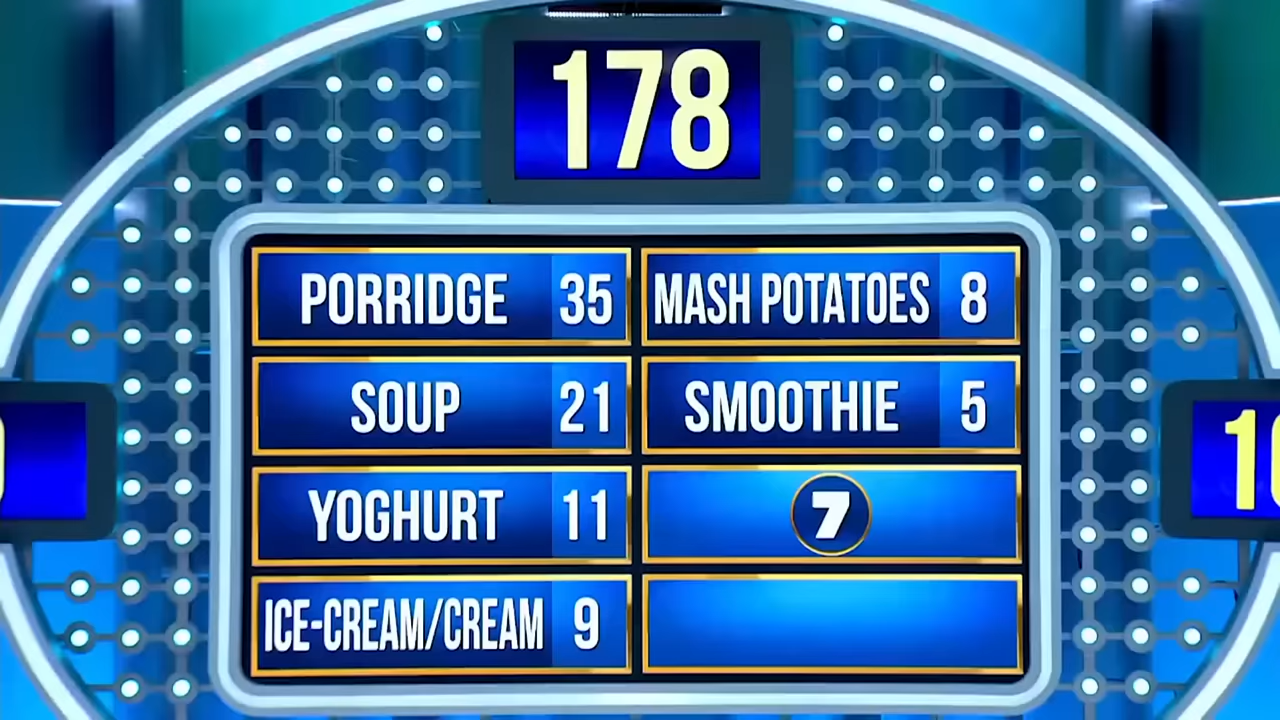 178
PORRIDGE 35
SOUP 21
YOGHURT 11
ICE-CREAM/CREAM 9
MASH POTATOES 8
SMOOTHIE 5
7